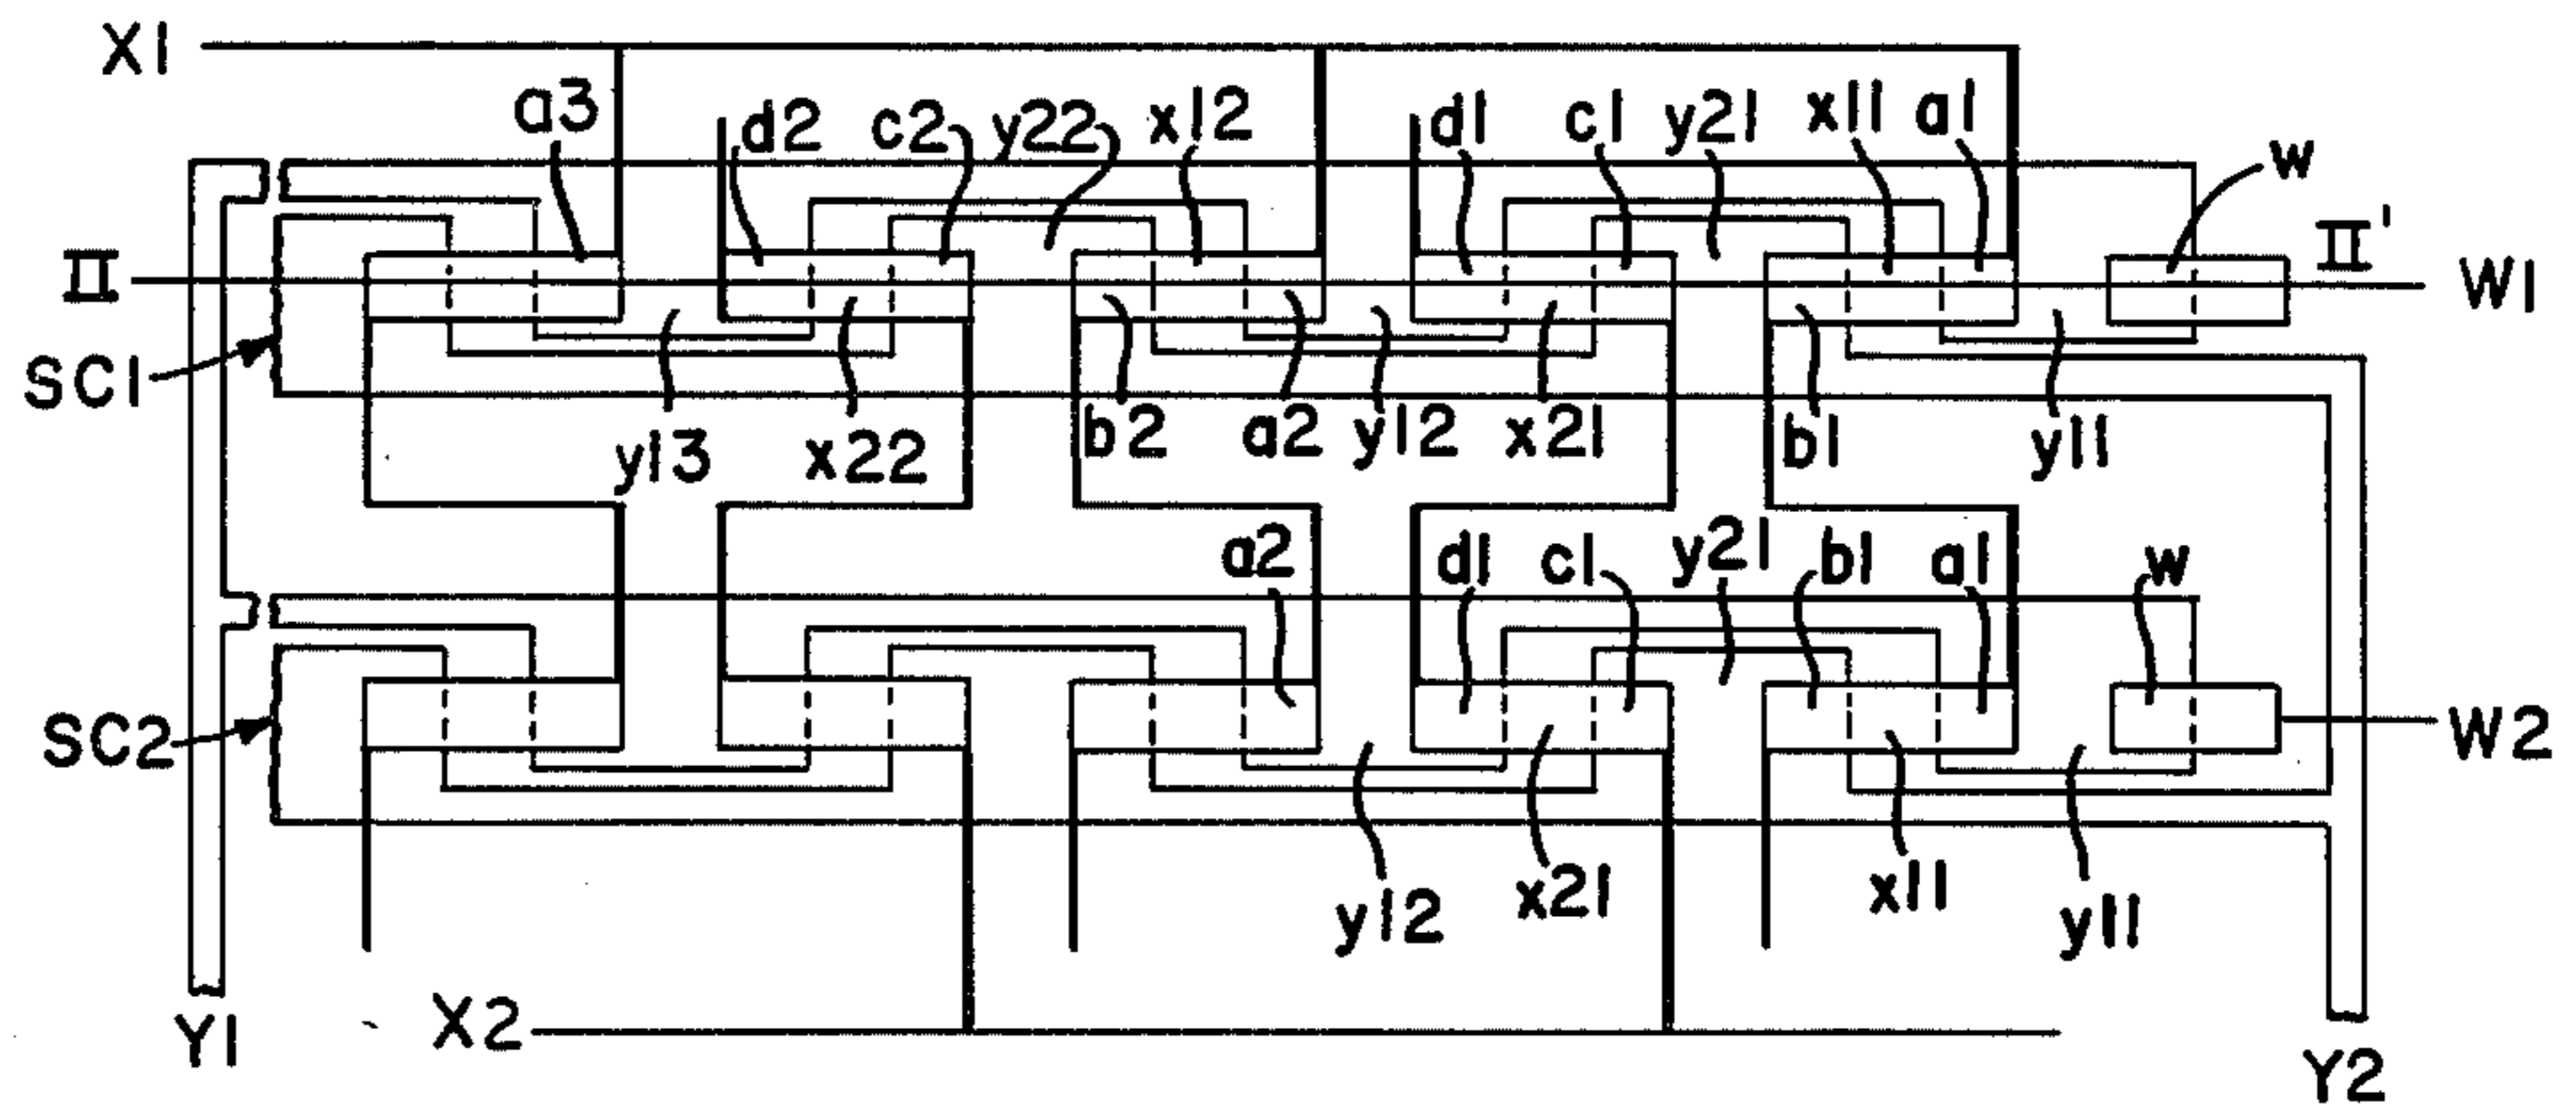 X1
a3 d2 c2 y22 x12 d1 c1 y21 x11 a1 w
II II' W1
SC1
y13 x22 b2 a2 y12 x21 b1 y11
a2 d1 c1 y21 b1 a1 w
SC2 W2
y12 x21 x11 y11
Y1 X2 Y2